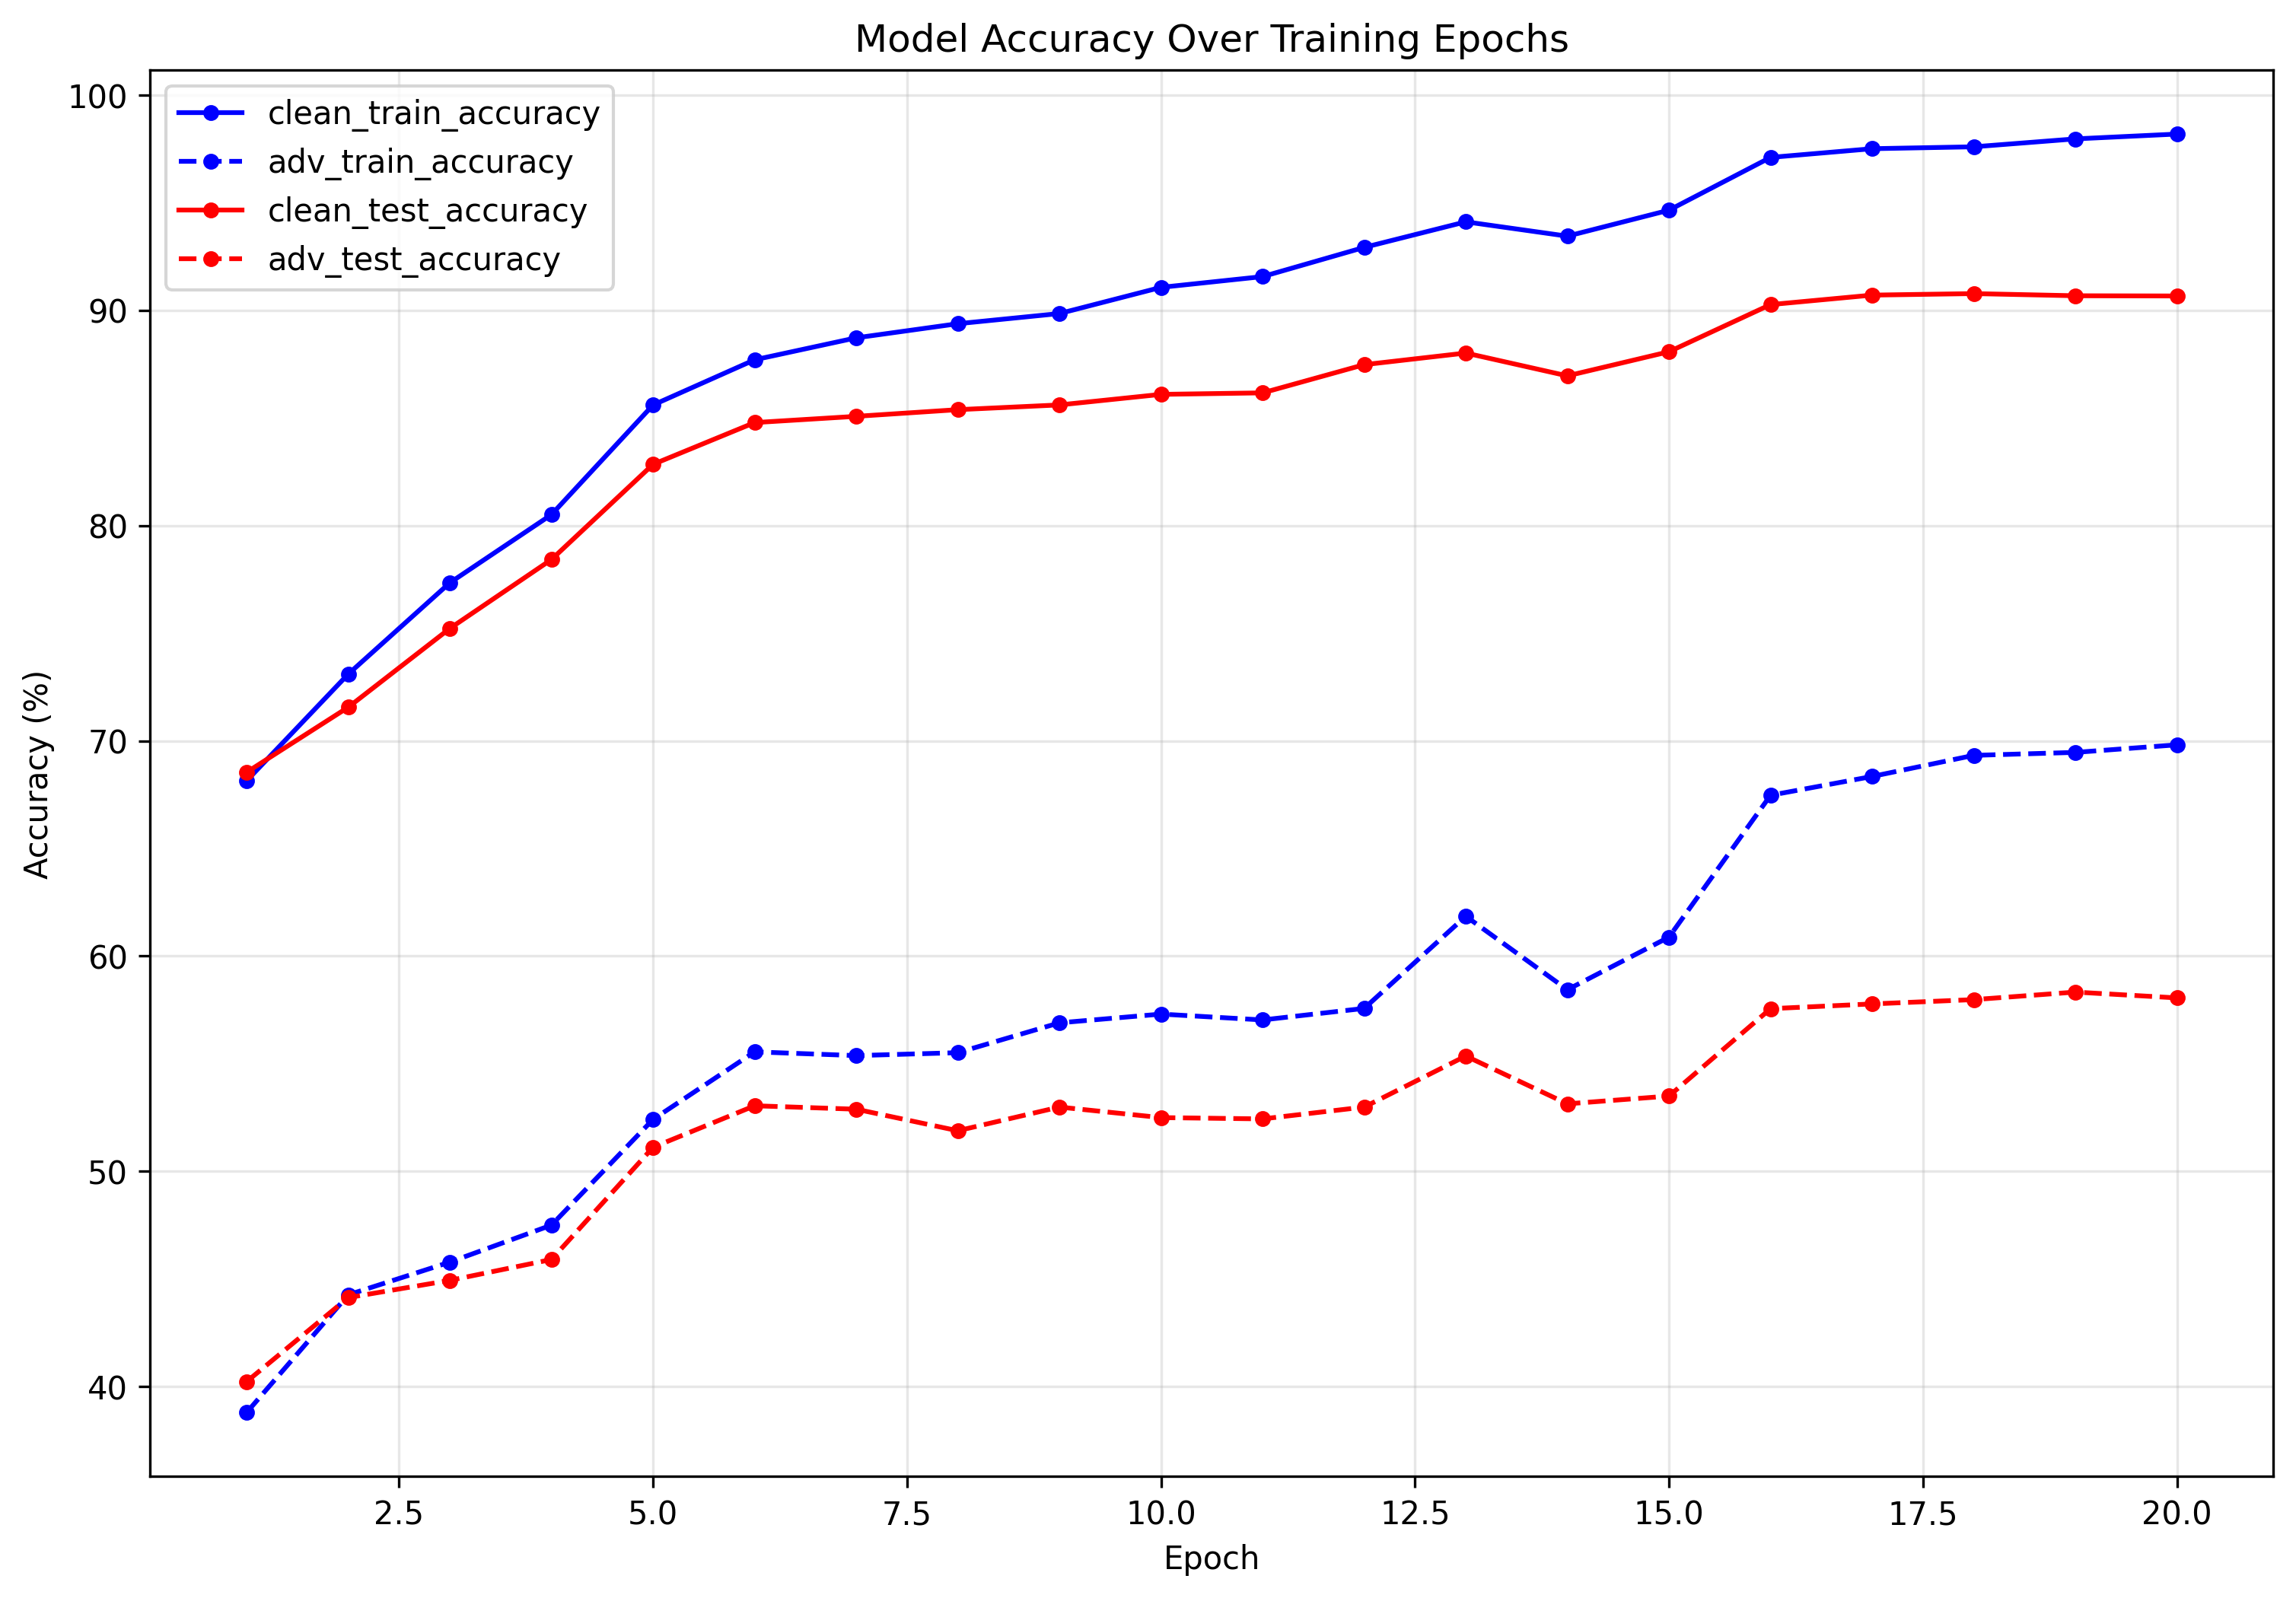 Model Accuracy Over Training Epochs
clean_train_accuracy
adv_train_accuracy
clean_test_accuracy
adv_test_accuracy
100
90
80
70
60
50
40
Accuracy (%)
2.5 5.0 7.5 10.0 12.5 15.0 17.5 20.0
Epoch